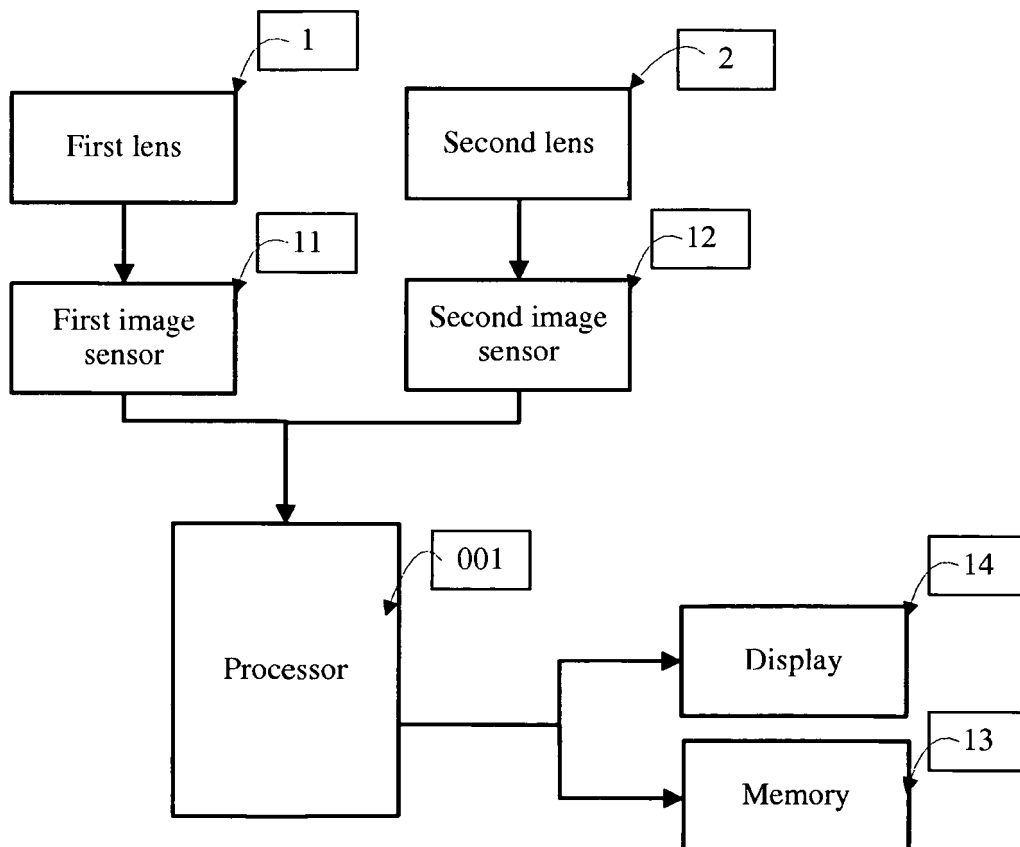 1
2
First lens
Second lens
11
12
First image
sensor
Second image
sensor
001
14
Processor
Display
13
Memory